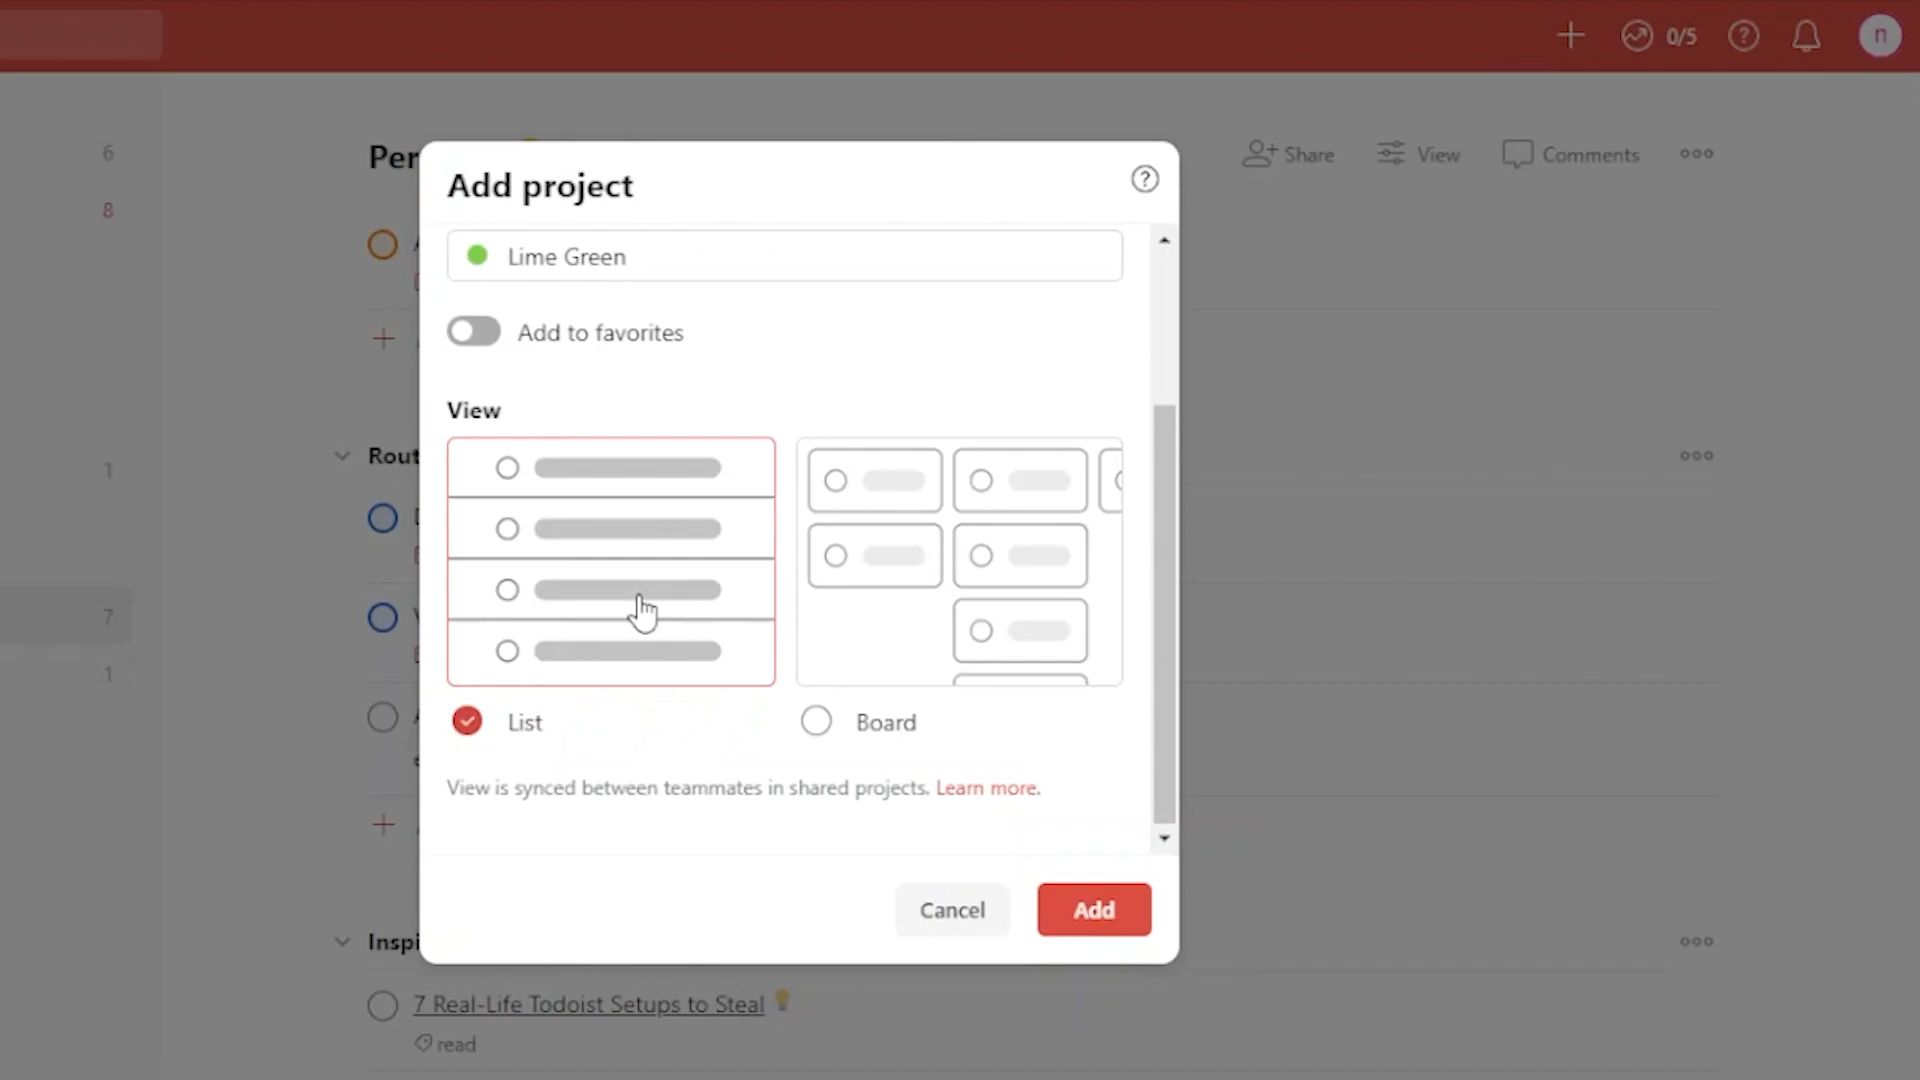 0/5
n
6
8
1
7
1
Share
View
Comments
Add project
Lime Green
Add to favorites
View
List
Board
View is synced between teammates in shared projects. Learn more.
Cancel
Add
7 Real-Life Todoist Setups to Steal
read